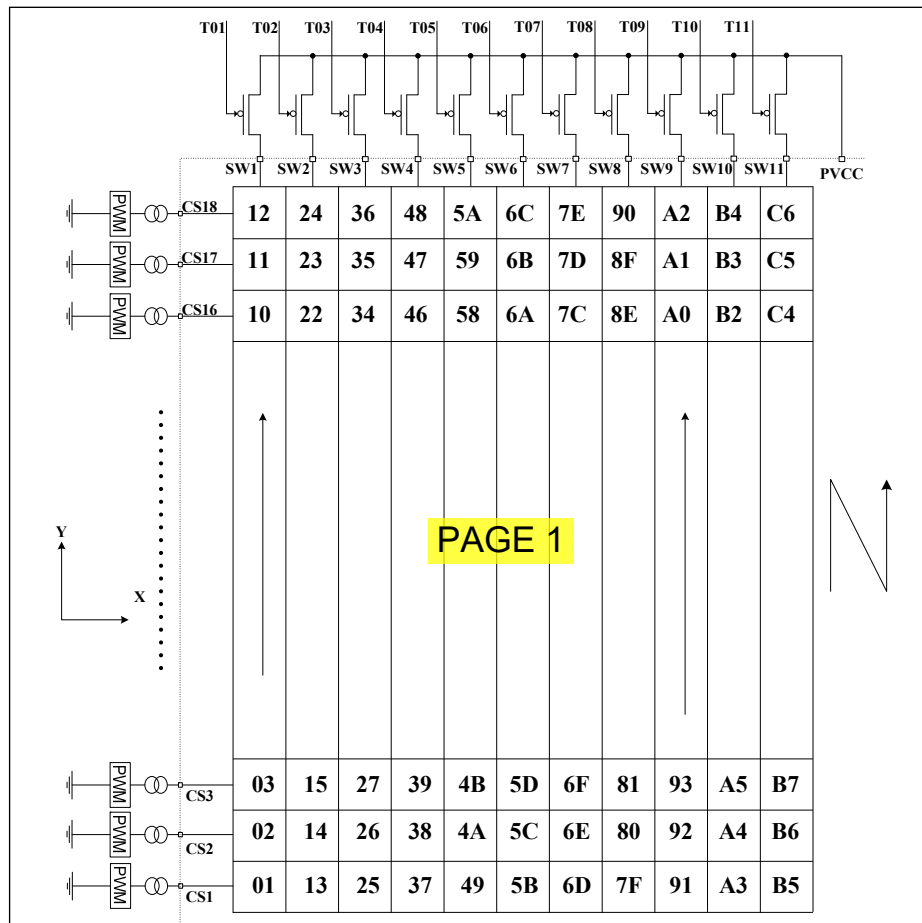 T01 T02 T03 T04 T05 T06 T07 T08 T09 T10 T11
SW1 SW2 SW3 SW4 SW5 SW6 SW7 SW8 SW9 SW10 SW11 PVCC
PWM CS18 12 24 36 48 5A 6C 7E 90 A2 B4 C6
PWM CS17 11 23 35 47 59 6B 7D 8F A1 B3 C5
PWM CS16 10 22 34 46 58 6A 7C 8E A0 B2 C4
PAGE 1
Y
X
PWM CS3 03 15 27 39 4B 5D 6F 81 93 A5 B7
PWM CS2 02 14 26 38 4A 5C 6E 80 92 A4 B6
PWM CS1 01 13 25 37 49 5B 6D 7F 91 A3 B5